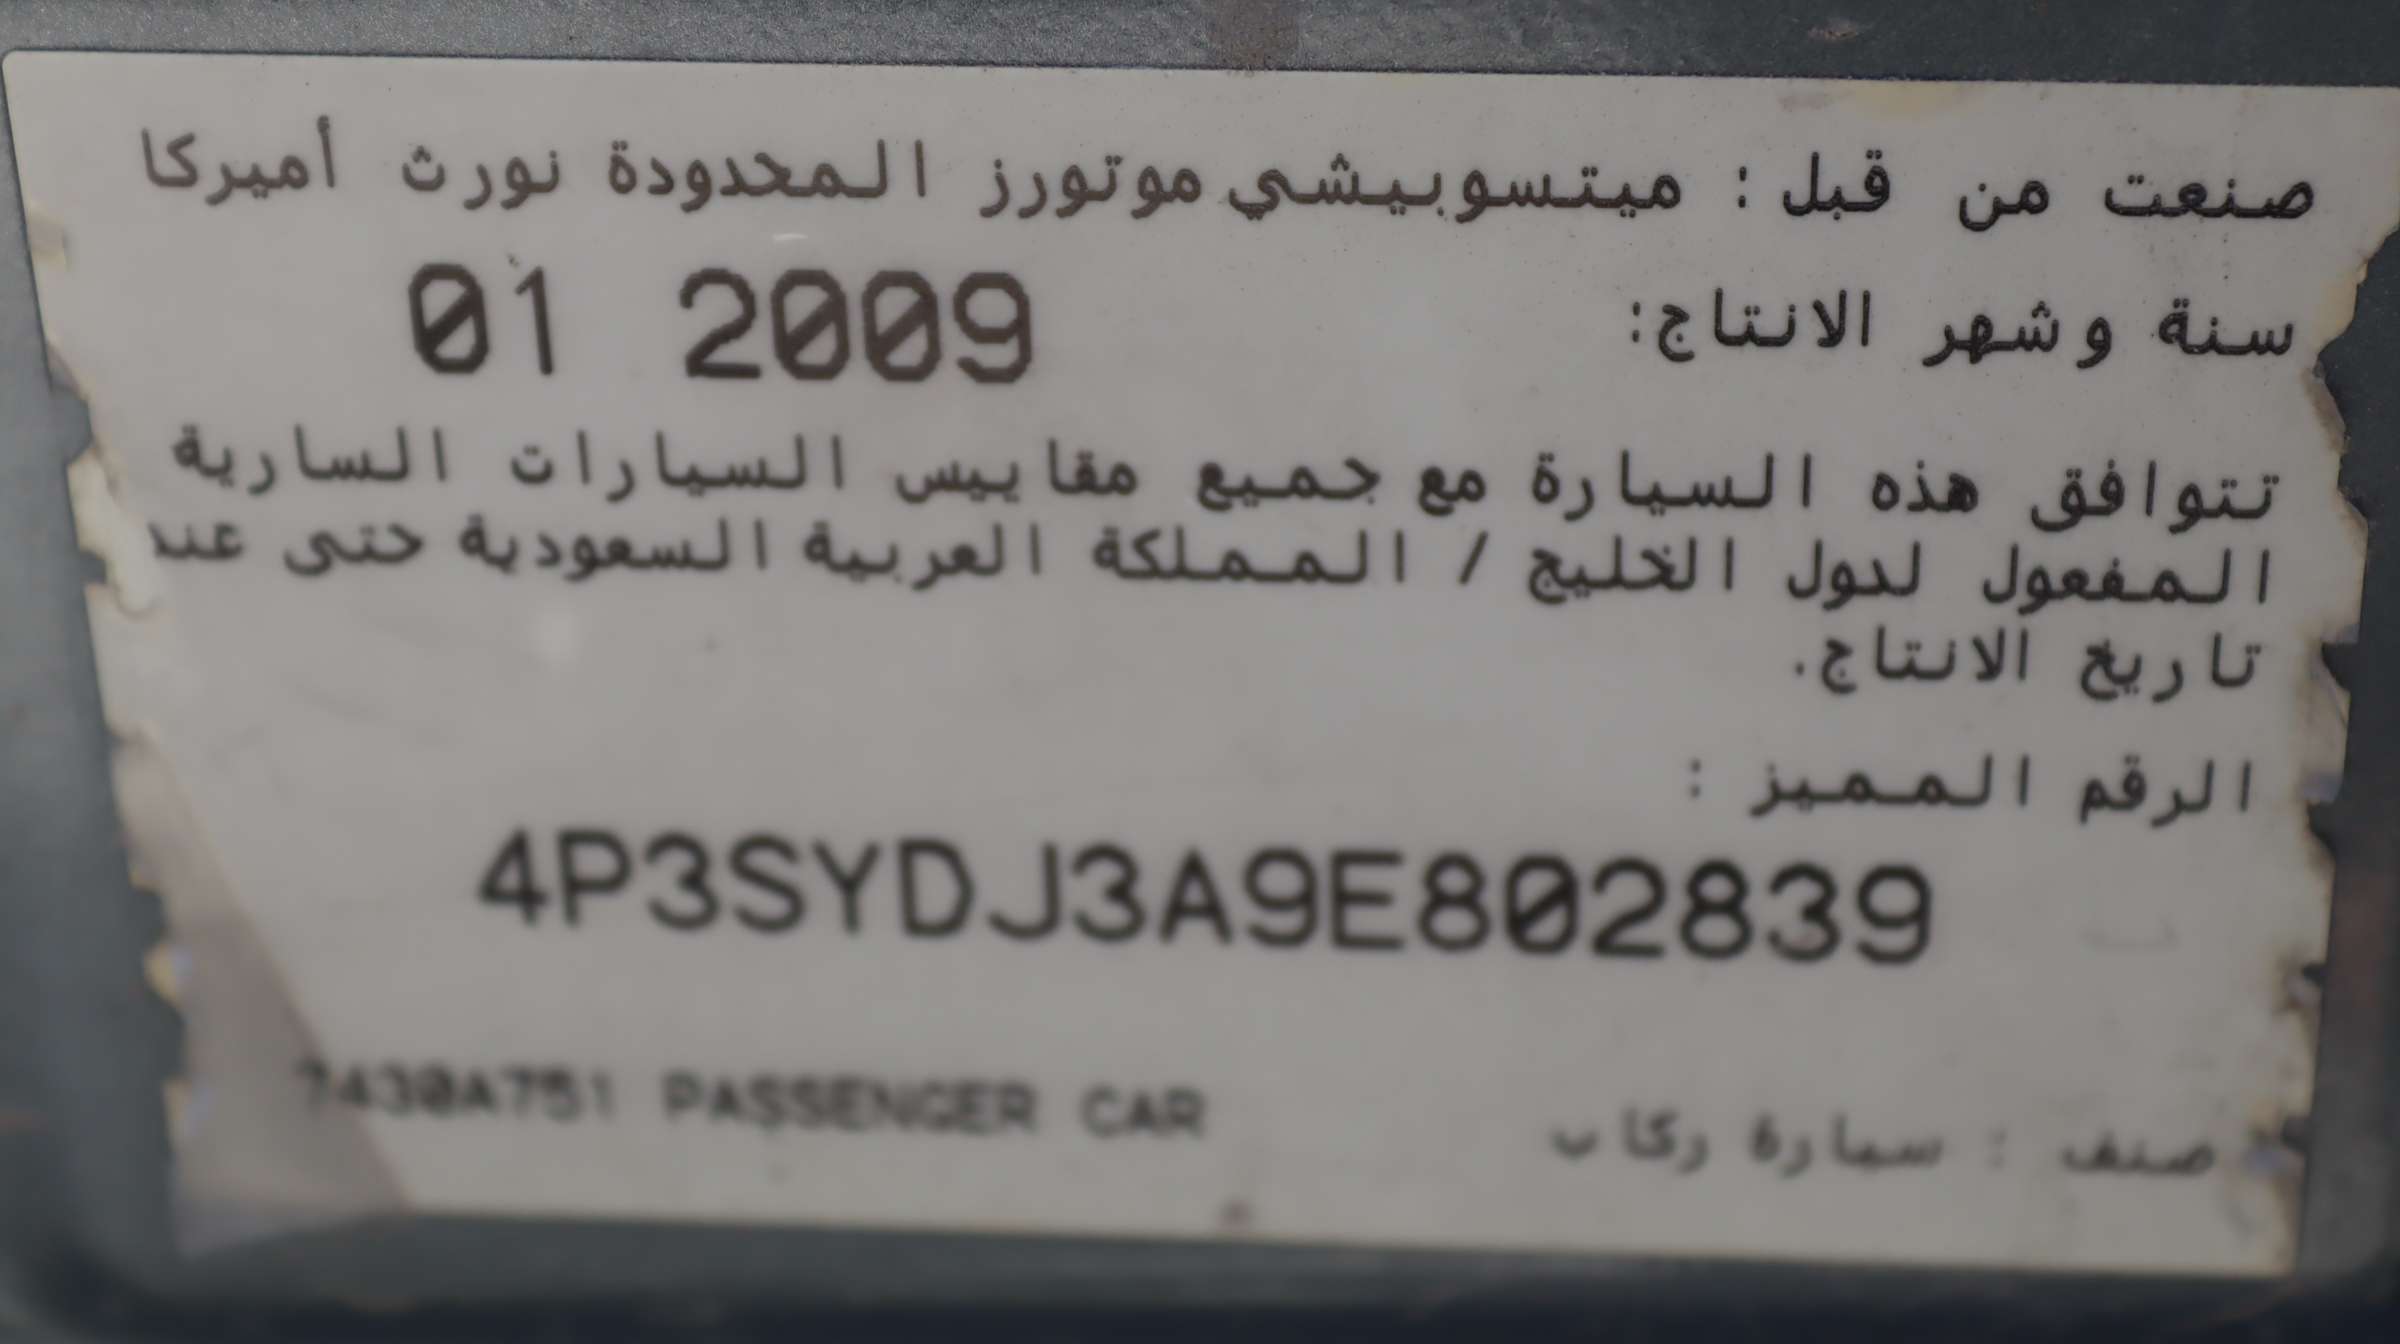 صنعت من قبل : ميتسوبيشي موتورز المحدودة نورث أميركا
سنة وشهر الانتاج: 01 2009
تتوافق هذه السيارة مع جميع مقاييس السيارات السارية
المفعول لدول الخليج / المملكة العربية السعودية حتى عند
تاريخ الانتاج.
الرقم المميز :
4P3SYDJ3A9E802839
صنف : سيارة ركاب 7430A751 PASSENGER CAR